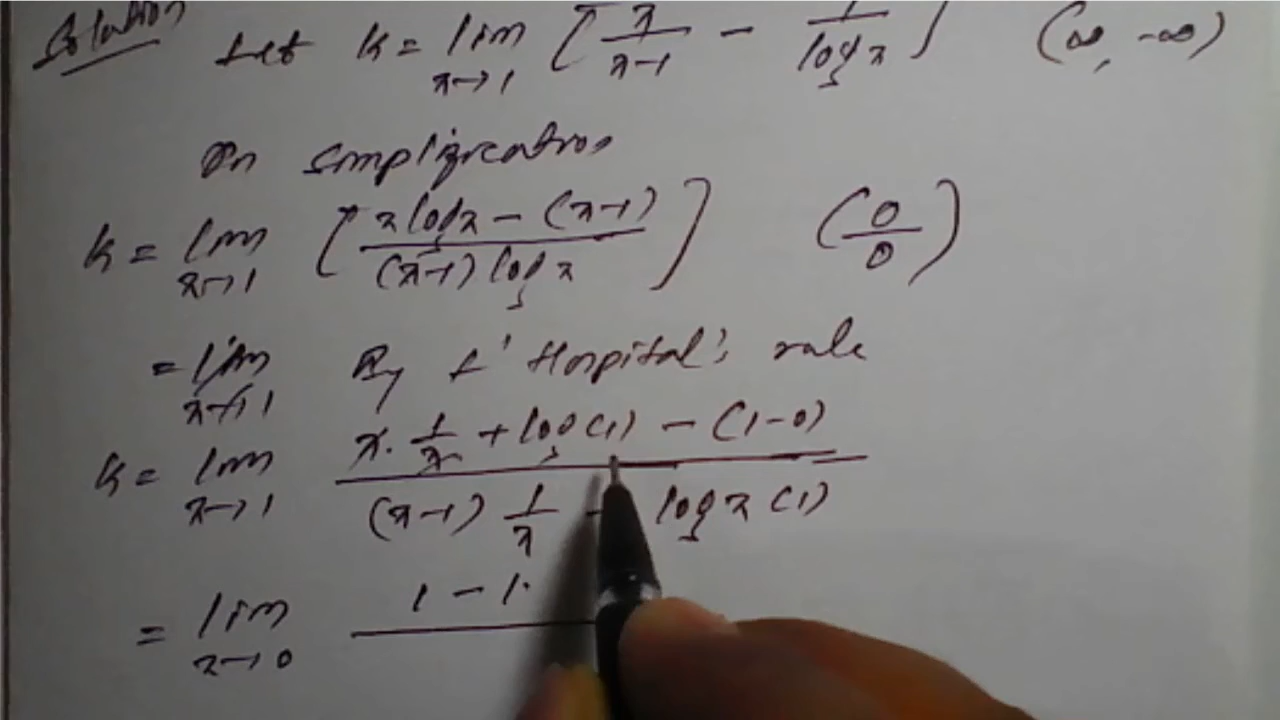 Solution Let k = lim x→1 [ x/(x-1) - 1/(log x) ] (∞, -∞)
On simplification
k = lim x→1 [ (x log x - (x-1)) / ((x-1) log x) ] (0/0)
= lim x→1 By L' Hospital's rule
k = lim x→1 (x. 1/x + log (1) - (1-0)) / ((x-1) 1/x log x (1))
= lim x→0 1 - 1.